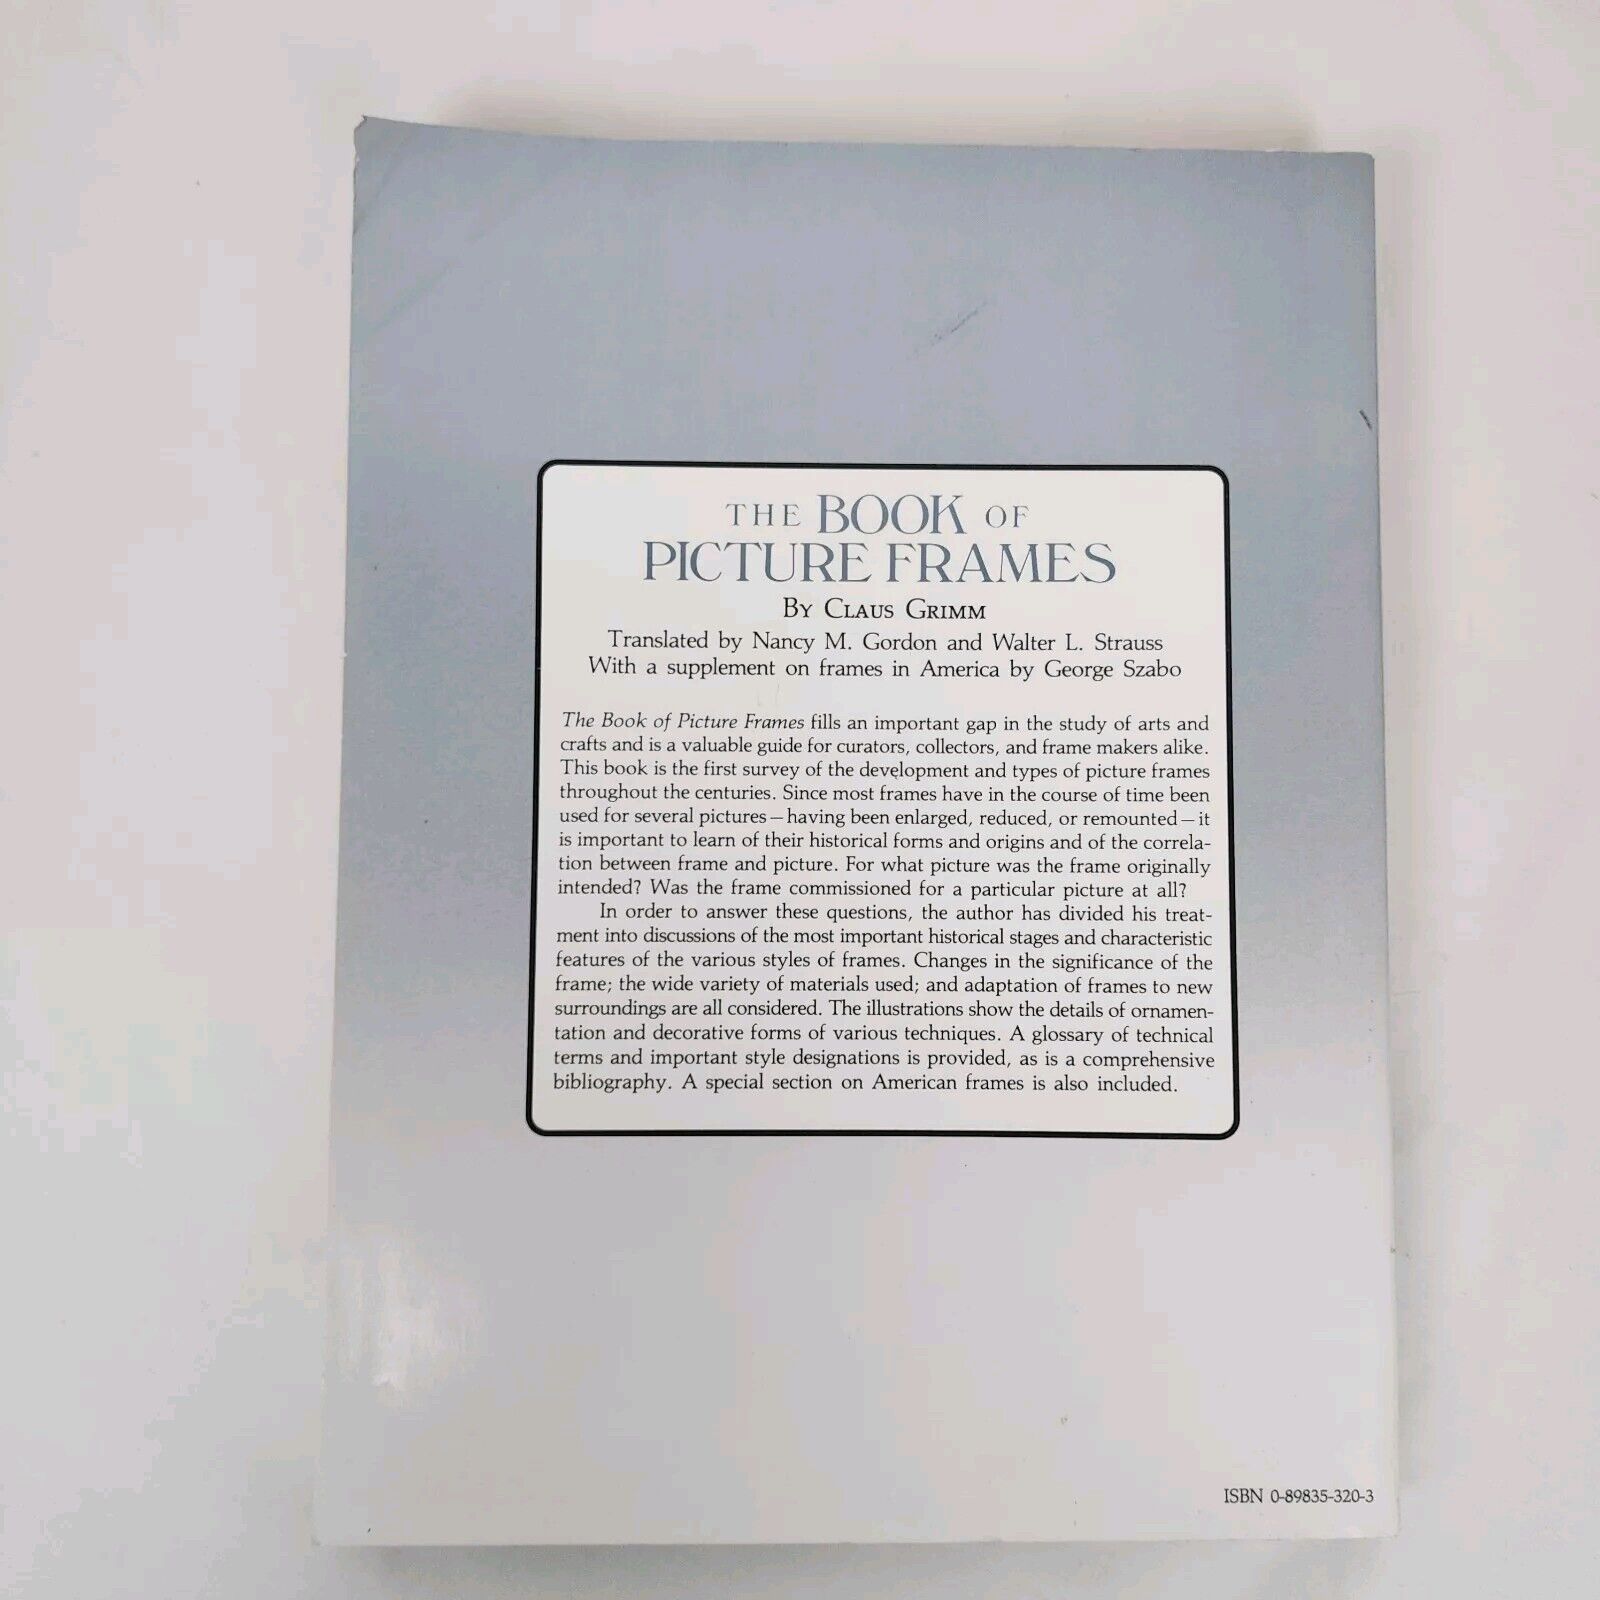 THE BOOK OF
PICTURE FRAMES
BY CLAUS GRIMM
Translated by Nancy M. Gordon and Walter L. Strauss
With a supplement on frames in America by George Szabo
The Book of Picture Frames fills an important gap in the study of arts and
crafts and is a valuable guide for curators, collectors, and frame makers alike.
This book is the first survey of the development and types of picture frames
throughout the centuries. Since most frames have in the course of time been
used for several pictures — having been enlarged, reduced, or remounted — it
is important to learn of their historical forms and origins and of the correla-
tion between frame and picture. For what picture was the frame originally
intended? Was the frame commissioned for a particular picture at all?
In order to answer these questions, the author has divided his treat-
ment into discussions of the most important historical stages and characteristic
features of the various styles of frames. Changes in the significance of the
frame; the wide variety of materials used; and adaptation of frames to new
surroundings are all considered. The illustrations show the details of ornamen-
tation and decorative forms of various techniques. A glossary of technical
terms and important style designations is provided, as is a comprehensive
bibliography. A special section on American frames is also included.
ISBN 0-89835-320-3